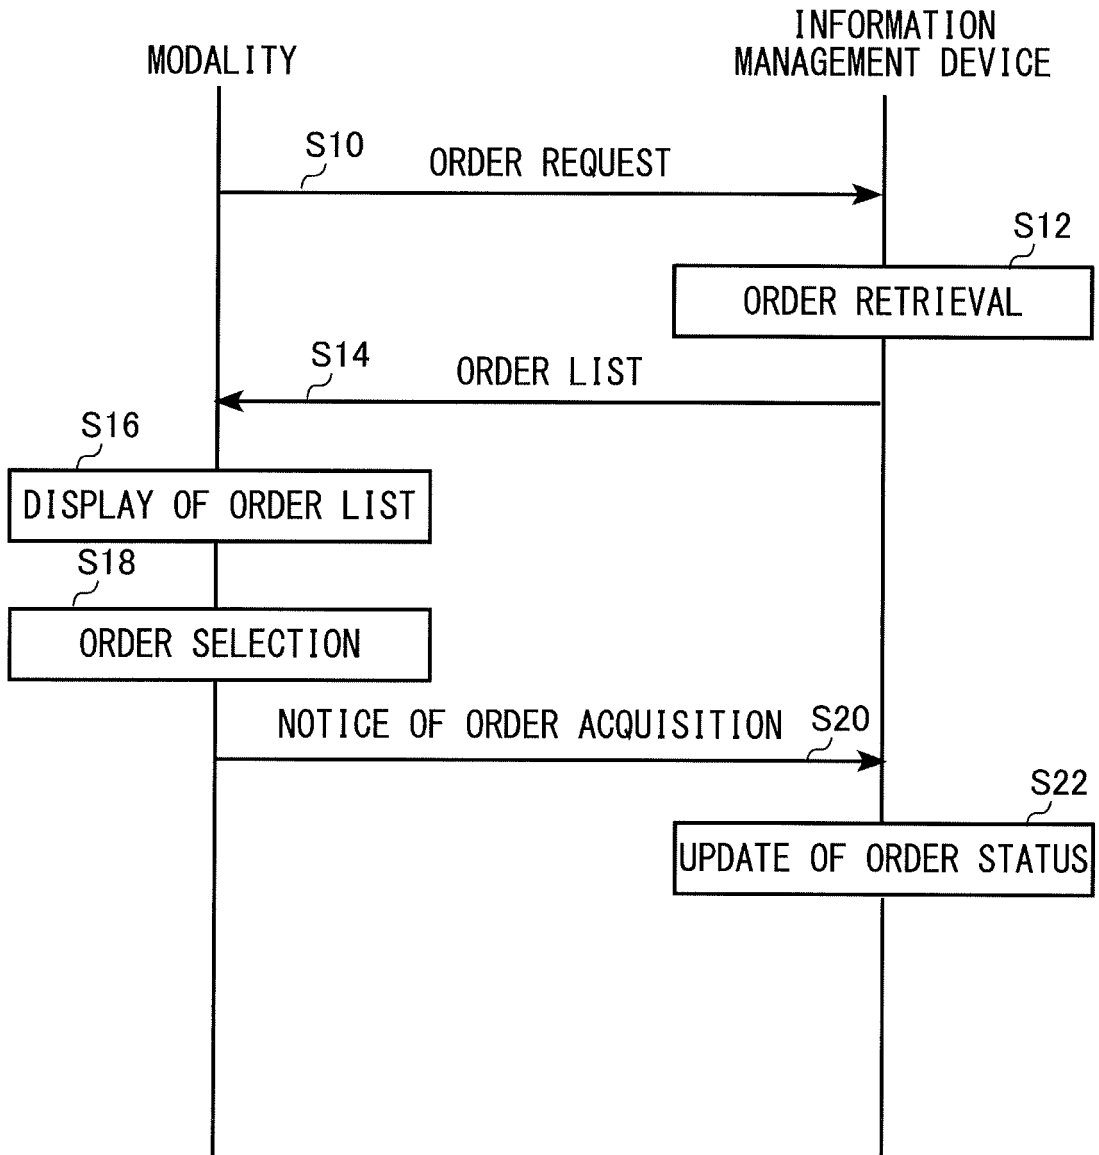 MODALITY
INFORMATION
MANAGEMENT DEVICE
S10
ORDER REQUEST
S12
ORDER RETRIEVAL
S14
ORDER LIST
S16
DISPLAY OF ORDER LIST
S18
ORDER SELECTION
NOTICE OF ORDER ACQUISITION
S20
S22
UPDATE OF ORDER STATUS